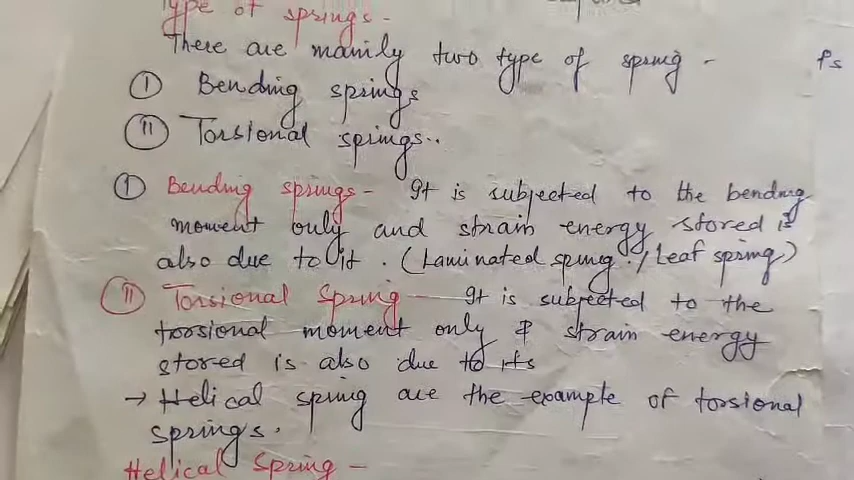 Type of springs -
There are mainly two type of spring -
I Bending springs
II Torsional springs..
I Bending springs - It is subjected to the bending
moment only and strain energy stored is
also due to it. (Laminated spring / Leaf spring)
II Torsional Spring - It is subjected to the
torsional moment only & strain energy
stored is also due to its
→ Helical spring are the example of torsional
springs.
Helical Spring -